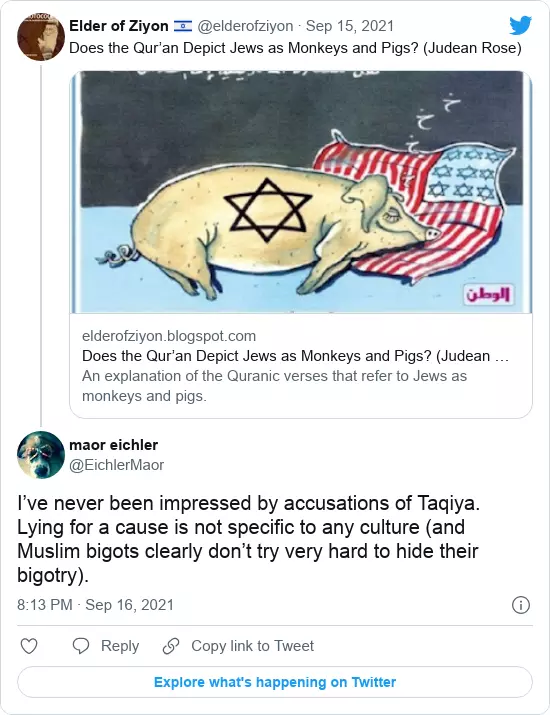 Elder of Ziyon @elderofziyon · Sep 15, 2021
Does the Qur’an Depict Jews as Monkeys and Pigs? (Judean Rose)
خ
خ
خ
الوطن
elderofziyon.blogspot.com
Does the Qur’an Depict Jews as Monkeys and Pigs? (Judean …
An explanation of the Quranic verses that refer to Jews as
monkeys and pigs.
maor eichler
@EichlerMaor
I’ve never been impressed by accusations of Taqiya.
Lying for a cause is not specific to any culture (and
Muslim bigots clearly don’t try very hard to hide their
bigotry).
8:13 PM · Sep 16, 2021
Reply
Copy link to Tweet
Explore what's happening on Twitter